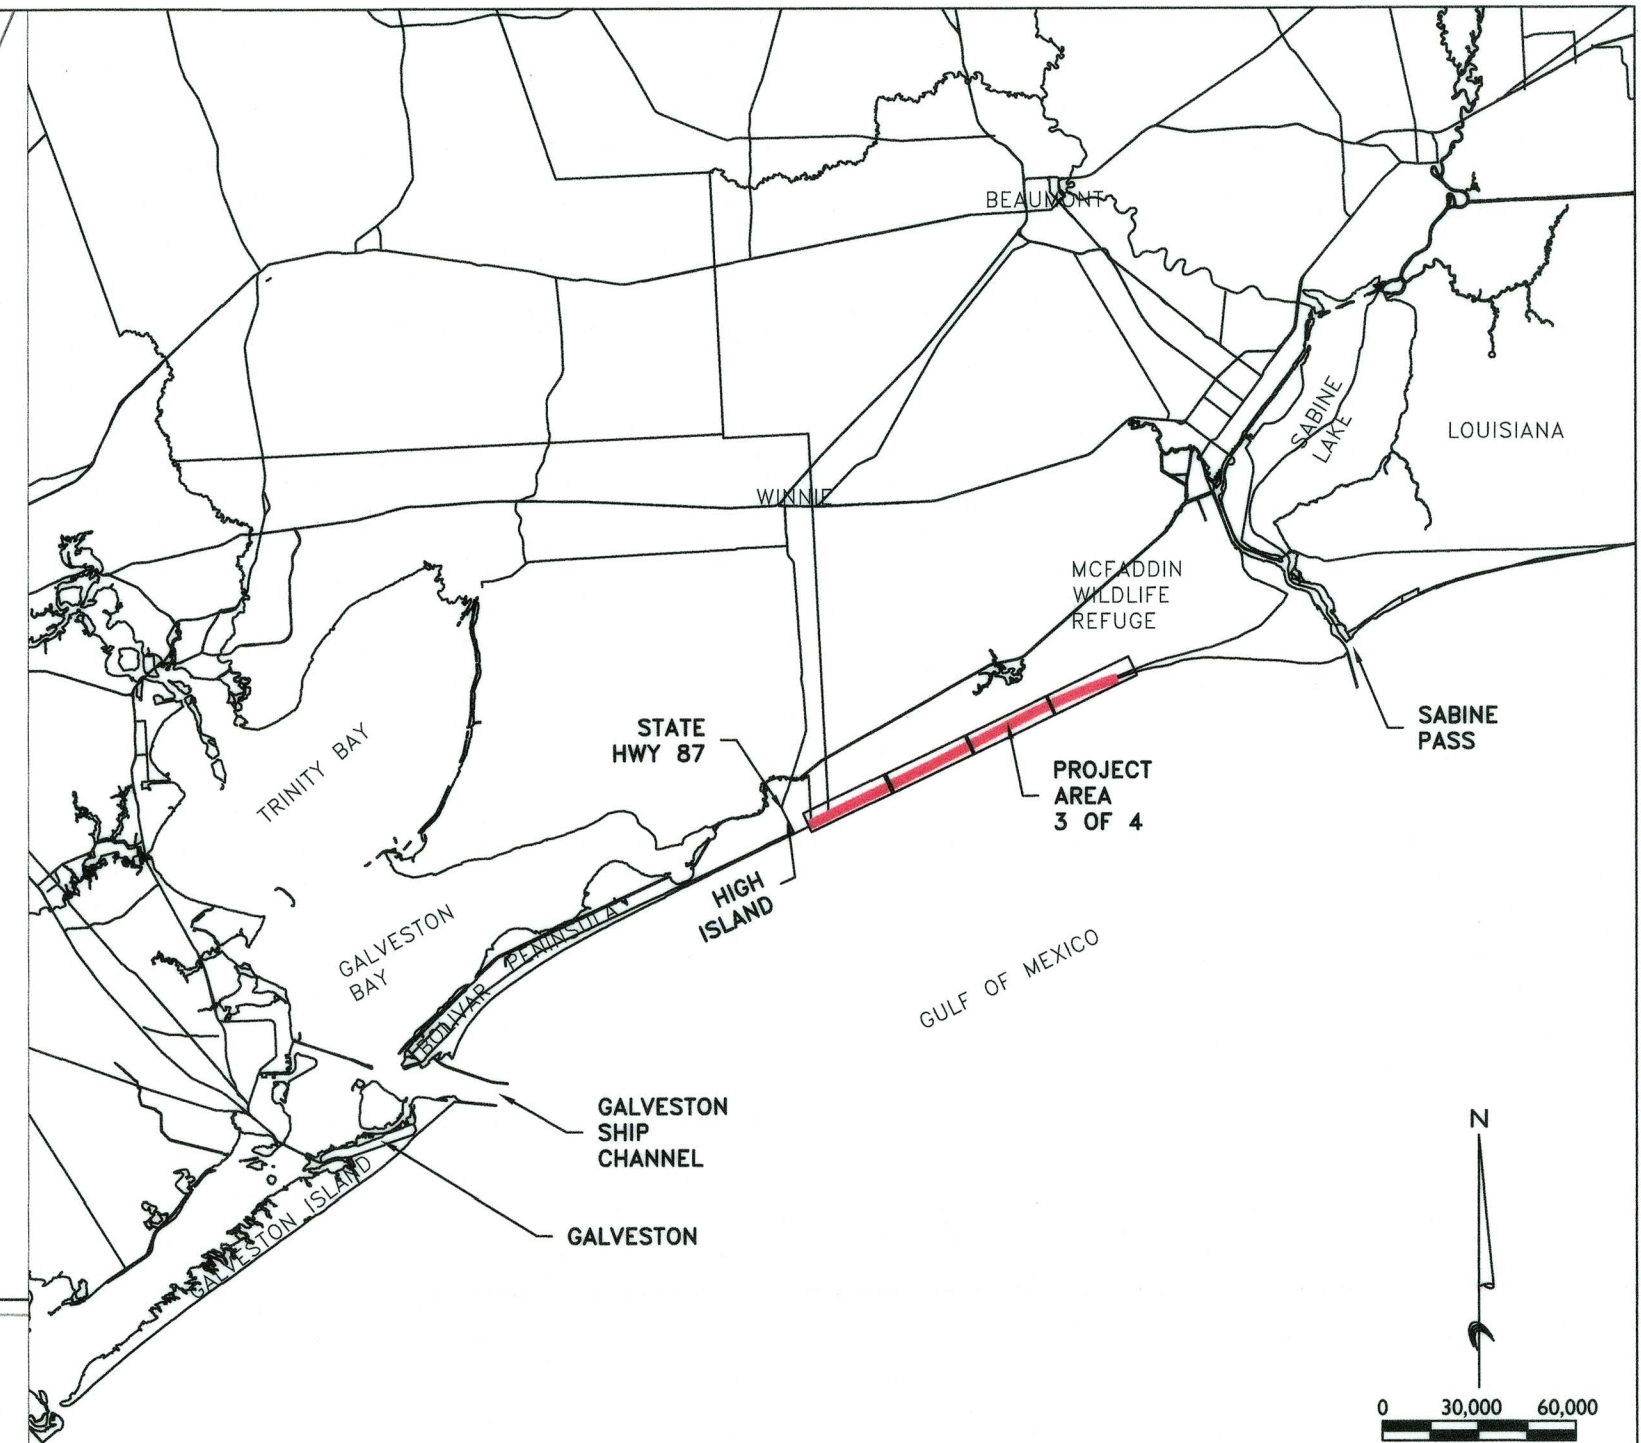 BEAUMONT
SABINE
LAKE
LOUISIANA
WINNIE
MCFADDIN
WILDLIFE
REFUGE
STATE
HWY 87
SABINE
PASS
TRINITY BAY
PROJECT
AREA
3 OF 4
HIGH
ISLAND
GALVESTON
BAY
BOLIVAR PENINSULA
GULF OF MEXICO
GALVESTON
SHIP
CHANNEL
GALVESTON ISLAND
GALVESTON
N
0 30,000 60,000